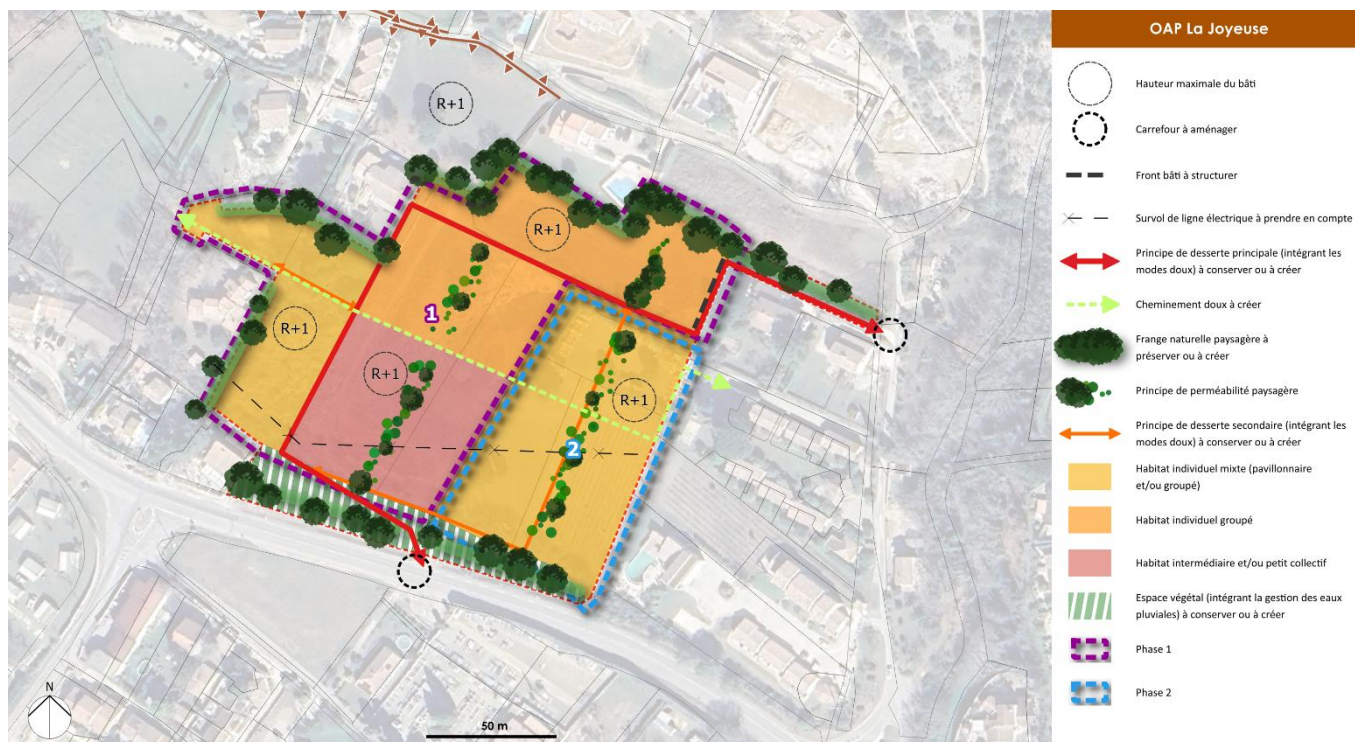 OAP La Joyeuse
Hauteur maximale du bâti
Carrefour à aménager
Front bâti à structurer
Survol de ligne électrique à prendre en compte
Principe de desserte principale (intégrant les
modes doux) à conserver ou à créer
Cheminement doux à créer
Frange naturelle paysagère à
préserver ou à créer
Principe de perméabilité paysagère
Principe de desserte secondaire (intégrant les
modes doux) à conserver ou à créer
Habitat individuel mixte (pavillonnaire
et/ou groupé)
Habitat individuel groupé
Habitat intermédiaire et/ou petit collectif
Espace végétal (intégrant la gestion des eaux
pluviales) à conserver ou à créer
Phase 1
Phase 2
R+1
R+1
1
R+1
R+1
R+1
2
N
50 m